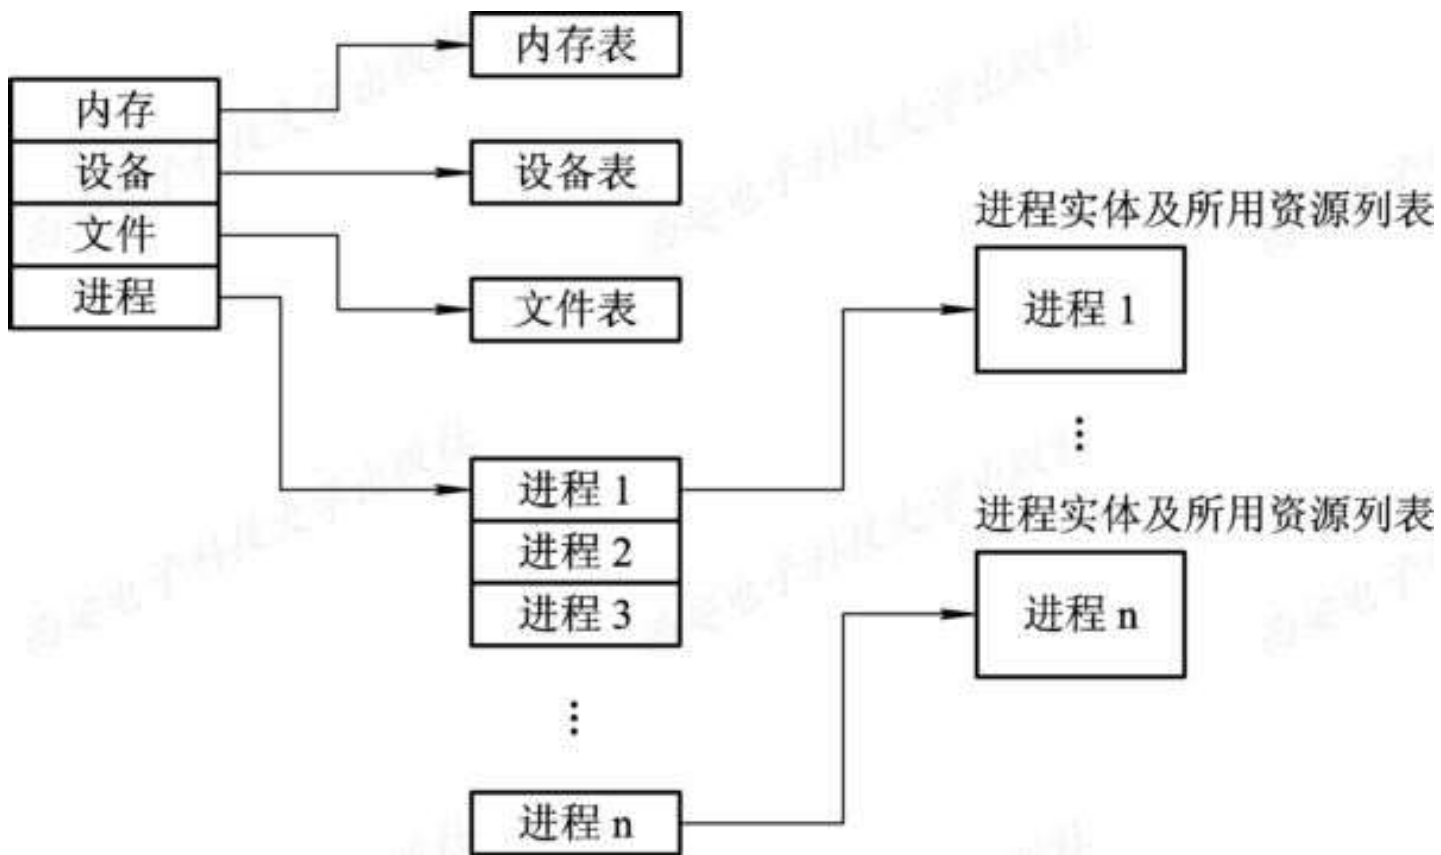 内存
设备
文件
进程
内存表
设备表
文件表
进程 1
进程 2
进程 3
⋮
进程 n
进程实体及所用资源列表
进程 1
⋮
进程实体及所用资源列表
进程 n